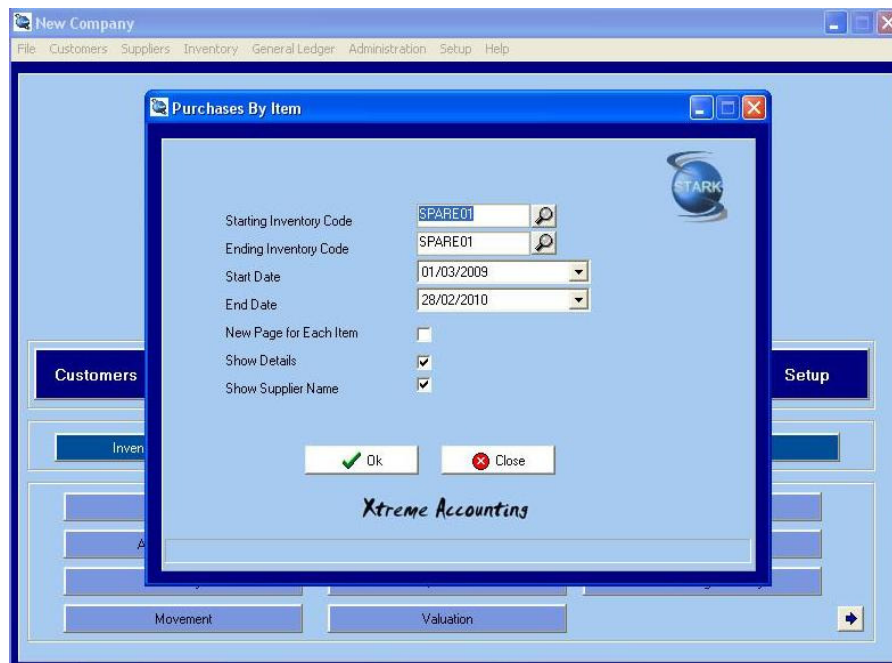 New Company
File Customers Suppliers Inventory General Ledger Administration Setup Help
Purchases By Item
STARK
Starting Inventory Code SPARE01
Ending Inventory Code SPARE01
Start Date 01/03/2009
End Date 28/02/2010
New Page for Each Item
Show Details
Show Supplier Name
Customers Setup
Inven
Ok Close
Xtreme Accounting
A
Movement Valuation